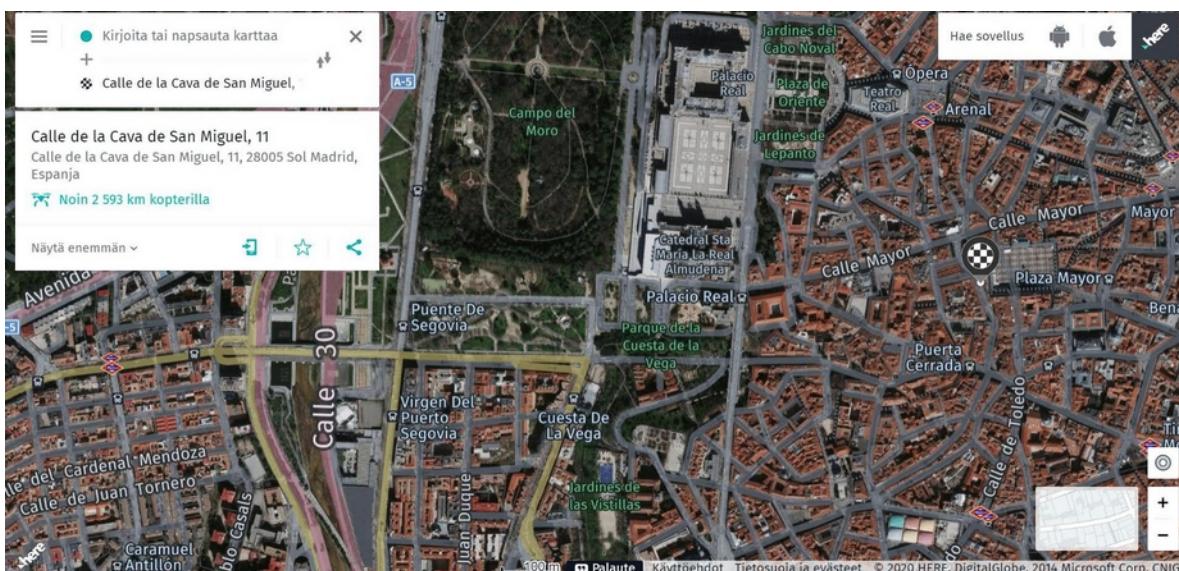 Kirjoita tai napsauta karttaa
Calle de la Cava de San Miguel,
Calle de la Cava de San Miguel, 11
Calle de la Cava de San Miguel, 11, 28005 Sol Madrid,
Espanja
Noin 2 593 km kopterilla
Näytä enemmän
Hae sovellus
here
A-5
Campo del
Moro
Jardines del
Cabo Noval
Palacio
Real
Plaza de
Oriente
Jardines de
Lepanto
Ópera
Teatro
Real
Arenal
Calle Mayor
Mayor
Calle Mayor
Plaza Mayor
Catedral Sta
María La Real
Almudena
Palacio Real
Avenida
Puente De
Segovia
Parque de la
Cuesta de la
Vega
Puerta
Cerrada
Calle 30
Virgen Del
Puerto
Segovia
Cuesta De
La Vega
Calle de Toledo
Cardenal Mendoza
Calle de Juan Tornero
Juan Duque
Casals
Jardines de
las Vistillas
Caramuel
Antillón
here
100 m
Palaute
Käyttöehdot
Tietosuoja ja evästeet
© 2020 HERE, DigitalGlobe, 2014 Microsoft Corp, CNIG